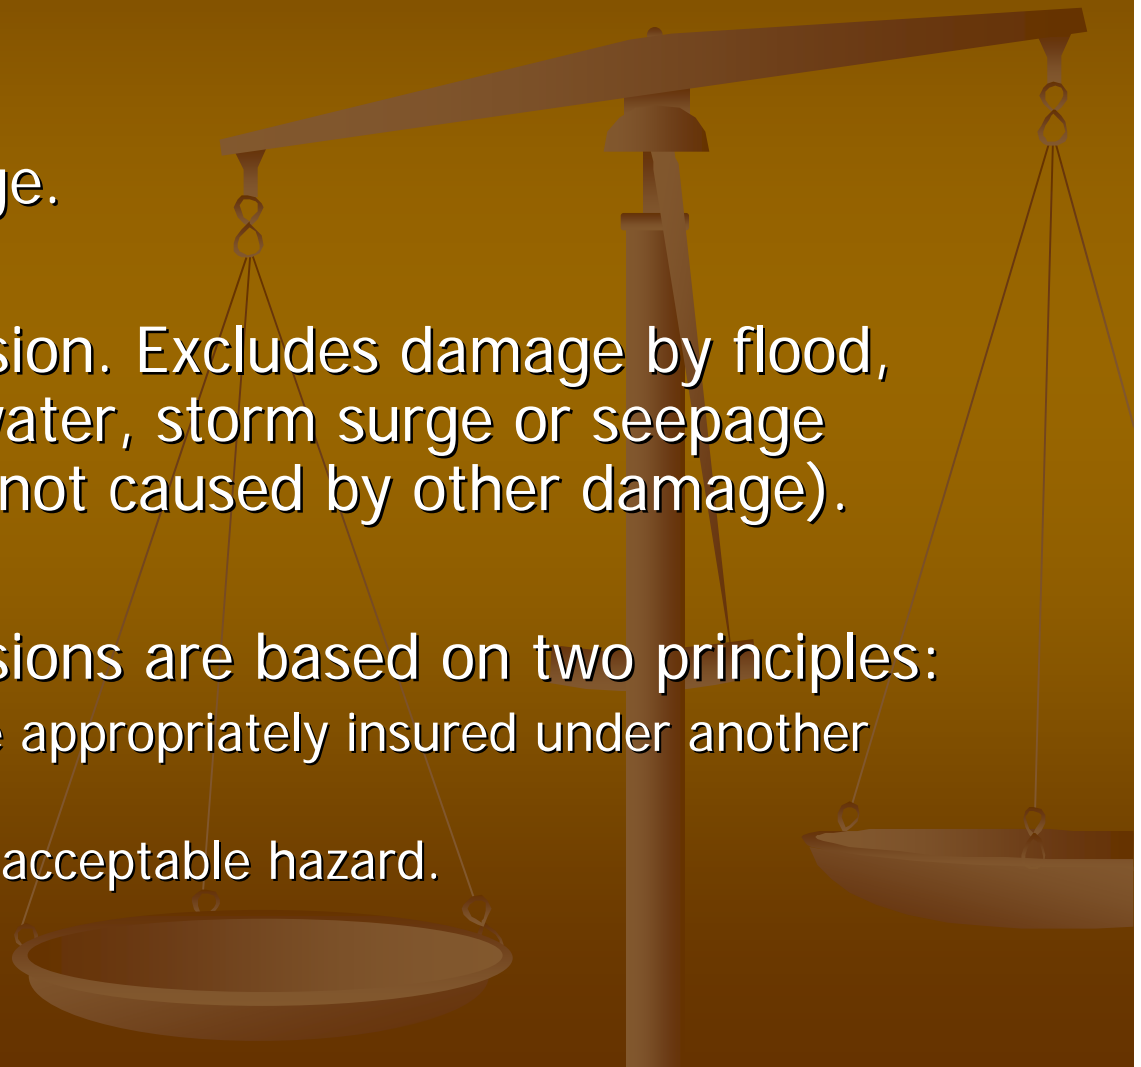 ge.
sion. Excludes damage by flood,
water, storm surge or seepage
not caused by other damage).
sions are based on two principles:
e appropriately insured under another
acceptable hazard.